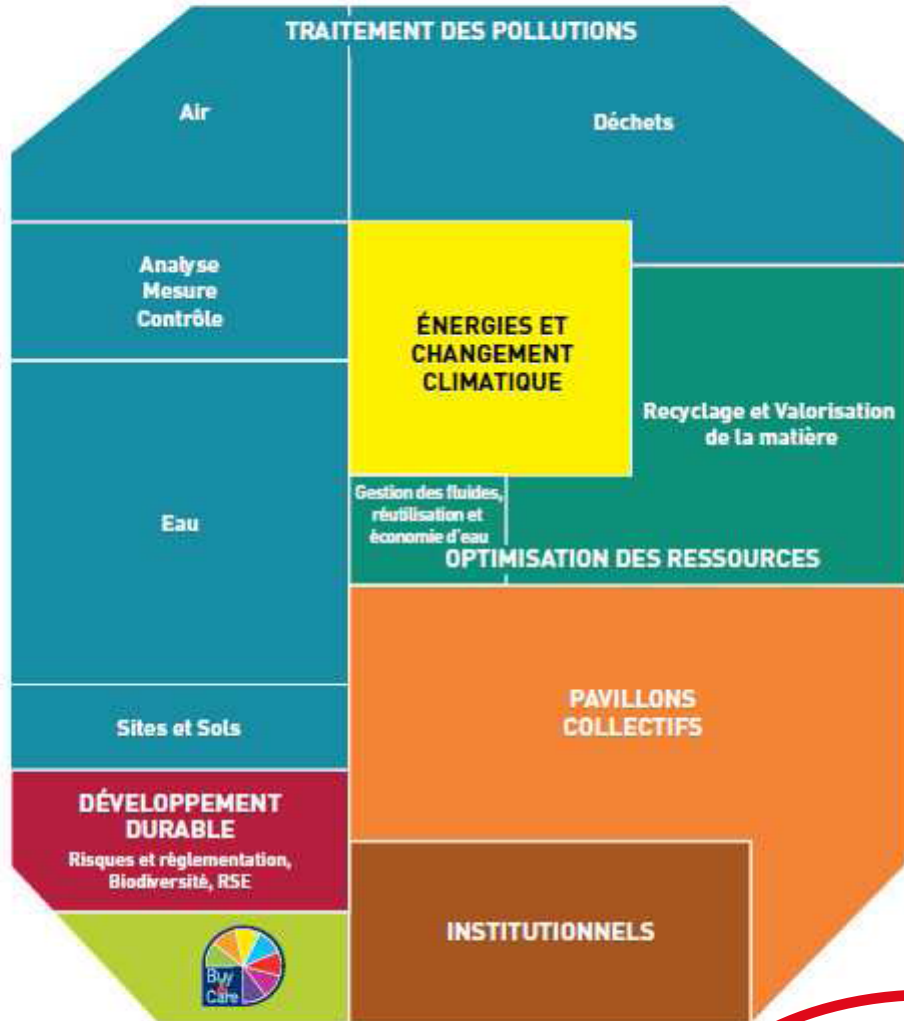 TRAITEMENT DES POLLUTIONS
Air
Déchets
Analyse
Mesure
Contrôle
ÉNERGIES ET
CHANGEMENT
CLIMATIQUE
Recyclage et Valorisation
de la matière
Gestion des fluides,
réutilisation et
économie d'eau
Eau
OPTIMISATION DES RESSOURCES
PAVILLONS
COLLECTIFS
Sites et Sols
DÉVELOPPEMENT
DURABLE
Risques et règlementation,
Biodiversité, RSE
INSTITUTIONNELS
Buy
&
Care